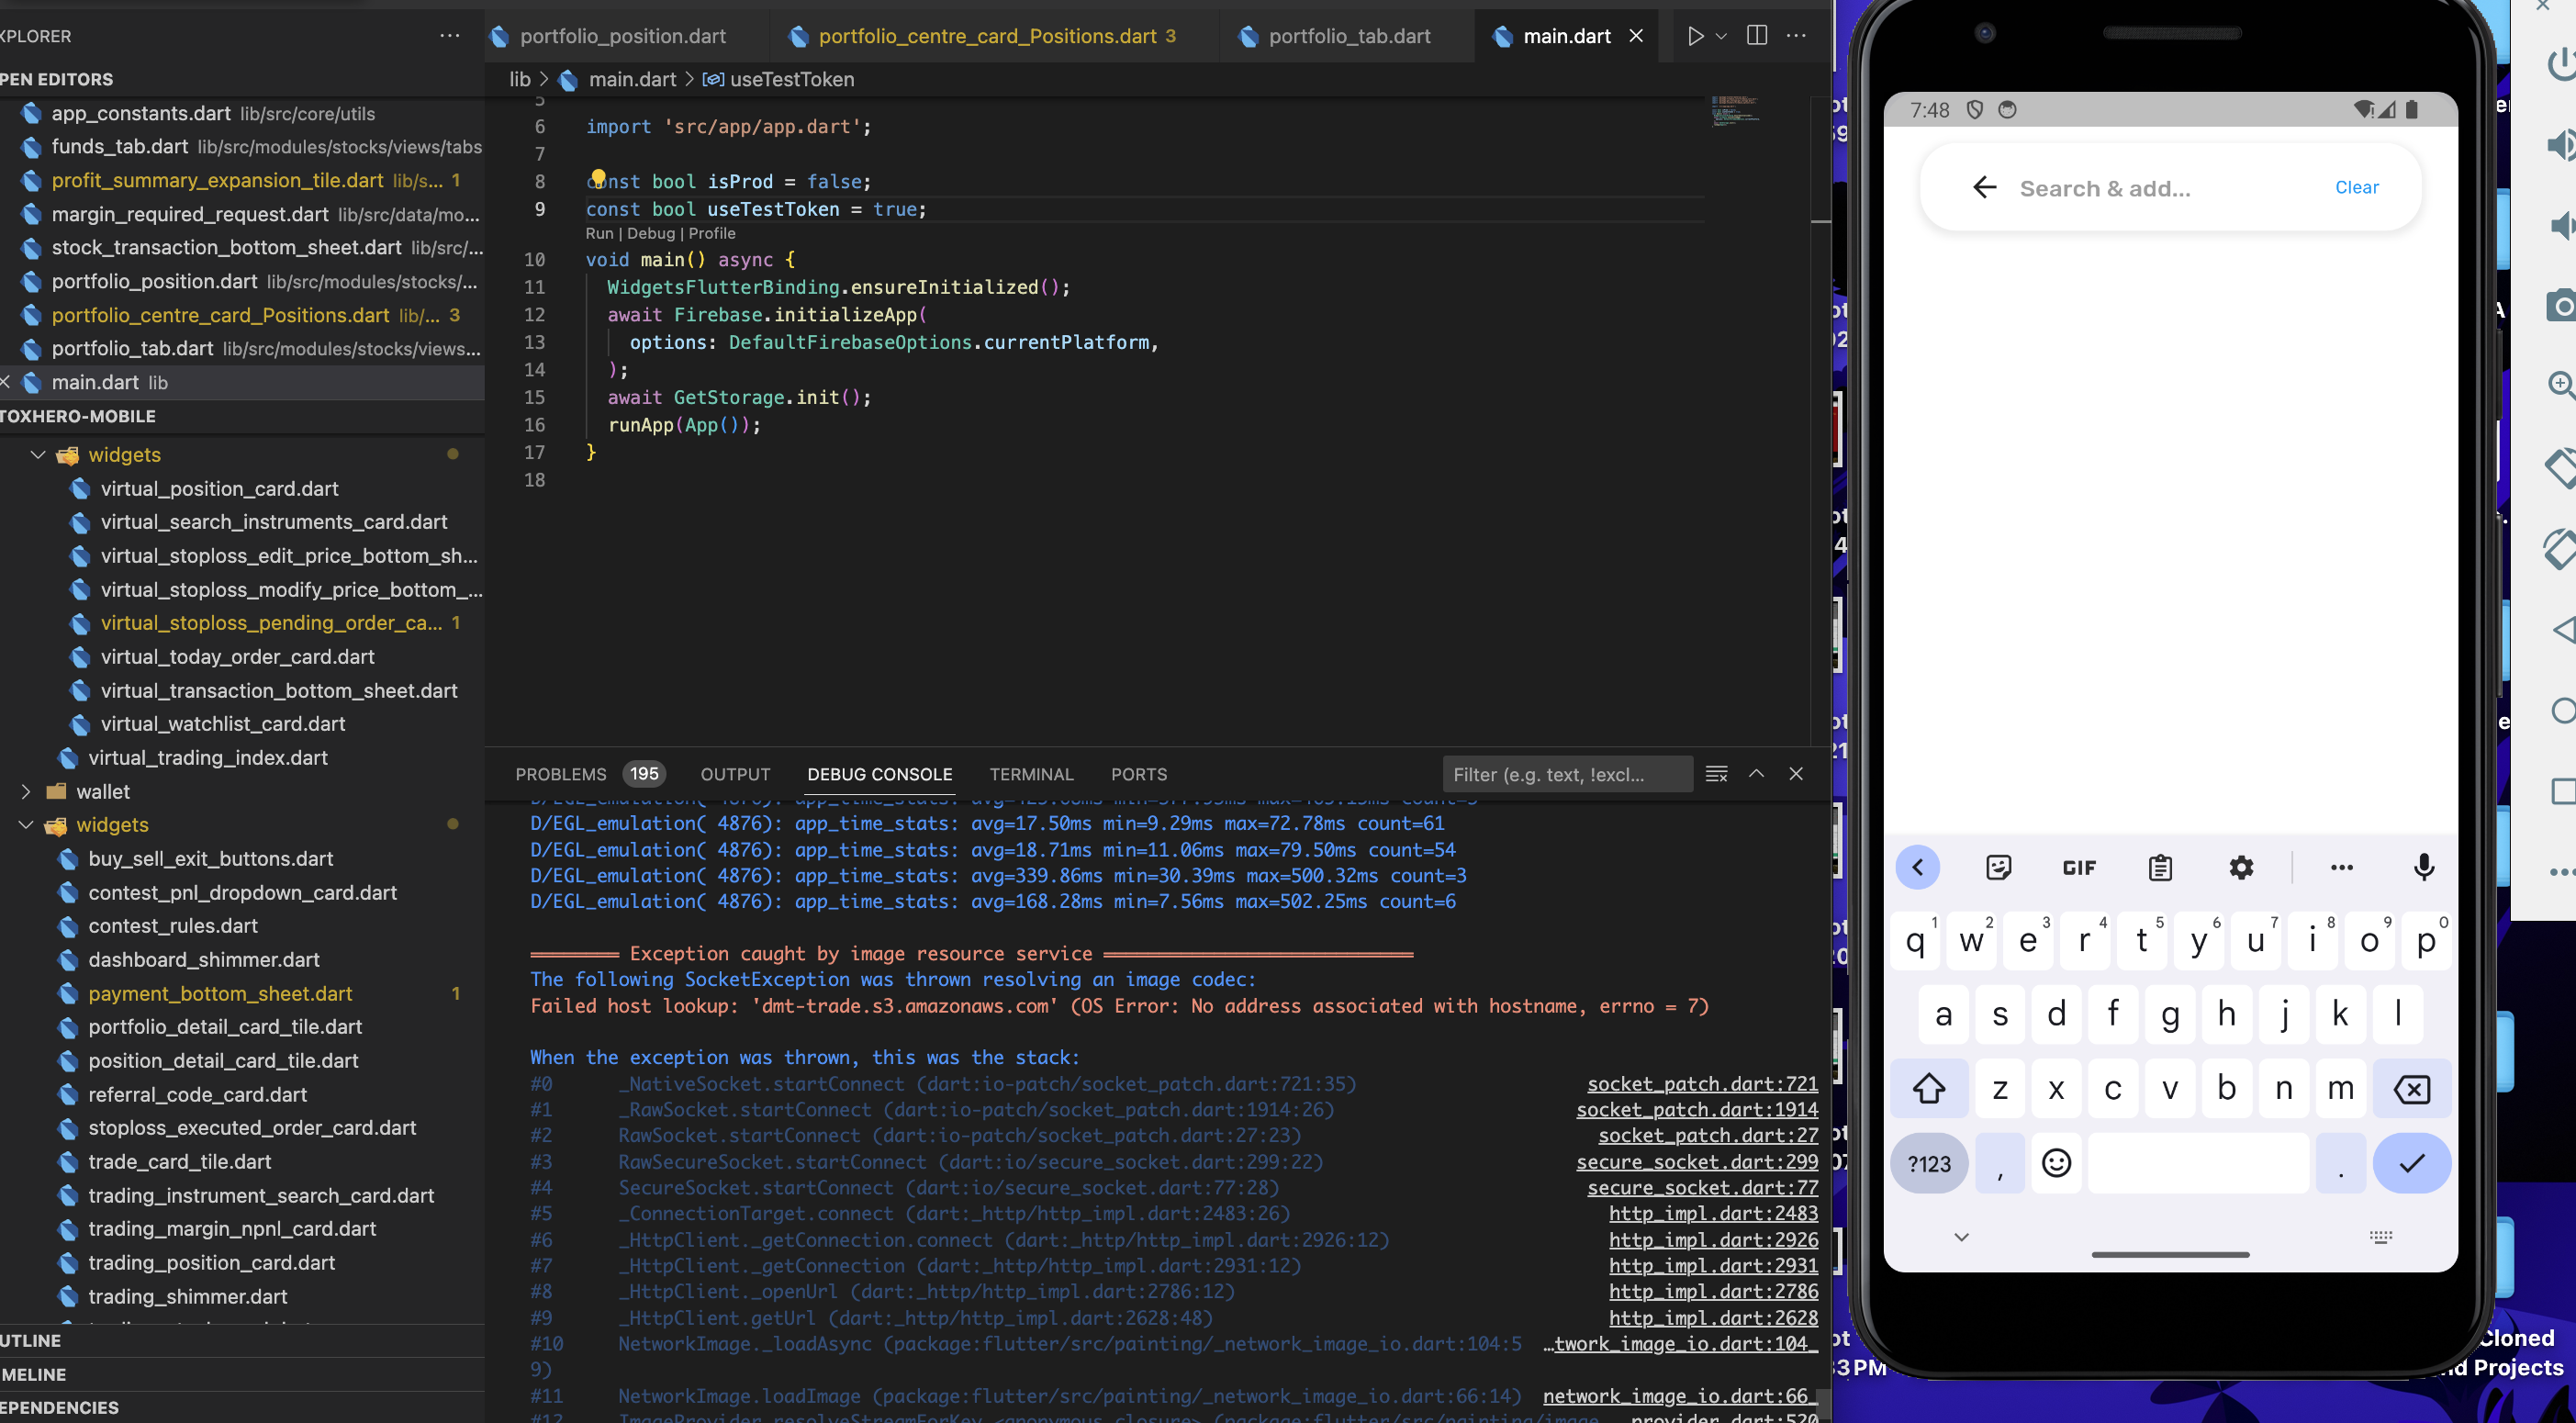 XPLORER
PEN EDITORS
app_constants.dart lib/src/core/utils
funds_tab.dart lib/src/modules/stocks/views/tabs
profit_summary_expansion_tile.dart lib/s... 1
margin_required_request.dart lib/src/data/mo...
stock_transaction_bottom_sheet.dart lib/src/...
portfolio_position.dart lib/src/modules/stocks/...
portfolio_centre_card_Positions.dart lib/... 3
portfolio_tab.dart lib/src/modules/stocks/views...
main.dart lib
TOXHERO-MOBILE
widgets
virtual_position_card.dart
virtual_search_instruments_card.dart
virtual_stoploss_edit_price_bottom_sh...
virtual_stoploss_modify_price_bottom_...
virtual_stoploss_pending_order_ca... 1
virtual_today_order_card.dart
virtual_transaction_bottom_sheet.dart
virtual_watchlist_card.dart
virtual_trading_index.dart
wallet
widgets
buy_sell_exit_buttons.dart
contest_pnl_dropdown_card.dart
contest_rules.dart
dashboard_shimmer.dart
payment_bottom_sheet.dart 1
portfolio_detail_card_tile.dart
position_detail_card_tile.dart
referral_code_card.dart
stoploss_executed_order_card.dart
trade_card_tile.dart
trading_instrument_search_card.dart
trading_margin_npnl_card.dart
trading_position_card.dart
trading_shimmer.dart
UTLINE
MELINE
EPENDENCIES
portfolio_position.dart portfolio_centre_card_Positions.dart 3 portfolio_tab.dart main.dart
lib > main.dart > useTestToken
5
6 import 'src/app/app.dart';
7
8 const bool isProd = false;
9 const bool useTestToken = true;
Run | Debug | Profile
10 void main() async {
11 WidgetsFlutterBinding.ensureInitialized();
12 await Firebase.initializeApp(
13 options: DefaultFirebaseOptions.currentPlatform,
14 );
15 await GetStorage.init();
16 runApp(App());
17 }
18
PROBLEMS 195 OUTPUT DEBUG CONSOLE TERMINAL PORTS Filter (e.g. text, !excl...
D/EGL_emulation( 4876): app_time_stats: avg=17.50ms min=9.29ms max=72.78ms count=61
D/EGL_emulation( 4876): app_time_stats: avg=18.71ms min=11.06ms max=79.50ms count=54
D/EGL_emulation( 4876): app_time_stats: avg=339.86ms min=30.39ms max=500.32ms count=3
D/EGL_emulation( 4876): app_time_stats: avg=168.28ms min=7.56ms max=502.25ms count=6
════════ Exception caught by image resource service ════════════════════════════
The following SocketException was thrown resolving an image codec:
Failed host lookup: 'dmt-trade.s3.amazonaws.com' (OS Error: No address associated with hostname, errno = 7)
When the exception was thrown, this was the stack:
#0 _NativeSocket.startConnect (dart:io-patch/socket_patch.dart:721:35) socket_patch.dart:721
#1 _RawSocket.startConnect (dart:io-patch/socket_patch.dart:1914:26) socket_patch.dart:1914
#2 RawSocket.startConnect (dart:io-patch/socket_patch.dart:27:23) socket_patch.dart:27
#3 RawSecureSocket.startConnect (dart:io/secure_socket.dart:299:22) secure_socket.dart:299
#4 SecureSocket.startConnect (dart:io/secure_socket.dart:77:28) secure_socket.dart:77
#5 _ConnectionTarget.connect (dart:_http/http_impl.dart:2483:26) http_impl.dart:2483
#6 _HttpClient._getConnection.connect (dart:_http/http_impl.dart:2926:12) http_impl.dart:2926
#7 _HttpClient._getConnection (dart:_http/http_impl.dart:2931:12) http_impl.dart:2931
#8 _HttpClient._openUrl (dart:_http/http_impl.dart:2786:12) http_impl.dart:2786
#9 _HttpClient.getUrl (dart:_http/http_impl.dart:2628:48) http_impl.dart:2628
#10 NetworkImage._loadAsync (package:flutter/src/painting/_network_image_io.dart:104:5 …twork_image_io.dart:104_
9)
#11 NetworkImage.loadImage (package:flutter/src/painting/_network_image_io.dart:66:14) network_image_io.dart:66_
7:48
Search & add... Clear
GIF
q 1 w 2 e 3 r 4 t 5 y 6 u 7 i 8 o 9 p 0
a s d f g h j k l
z x c v b n m
?123 , .
Cloned
d Projects
33 PM